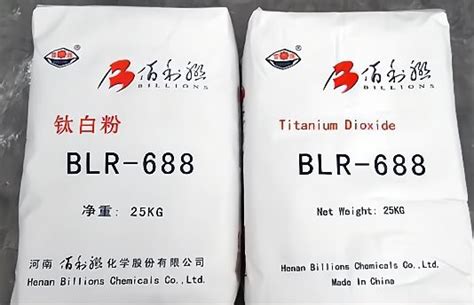 佰利联
BILLIONS
钛白粉
BLR-688
净重: 25KG
河南 佰利联 化学股份有限公司
Henan Billions Chemicals Co.,Ltd.
佰利联
BILLIONS
Titanium Dioxide
BLR-688
Net Weight: 25KG
Henan Billions Chemicals Co.,Ltd.
Made In China